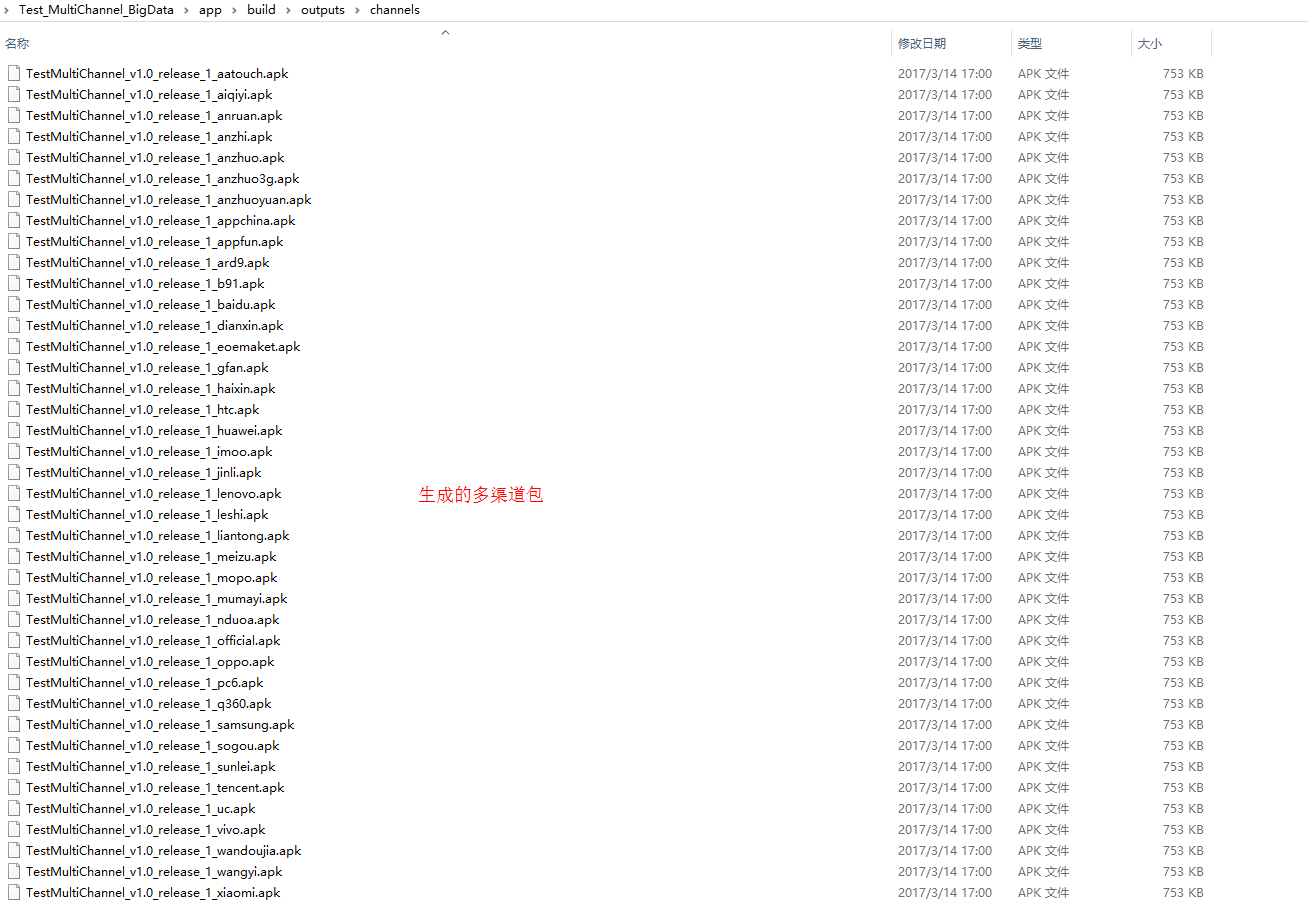 Test_MultiChannel_BigData > app > build > outputs > channels
名称 修改日期 类型 大小
TestMultiChannel_v1.0_release_1_aatouch.apk 2017/3/14 17:00 APK 文件 753 KB
TestMultiChannel_v1.0_release_1_aiqiyi.apk 2017/3/14 17:00 APK 文件 753 KB
TestMultiChannel_v1.0_release_1_anruan.apk 2017/3/14 17:00 APK 文件 753 KB
TestMultiChannel_v1.0_release_1_anzhi.apk 2017/3/14 17:00 APK 文件 753 KB
TestMultiChannel_v1.0_release_1_anzhuo.apk 2017/3/14 17:00 APK 文件 753 KB
TestMultiChannel_v1.0_release_1_anzhuo3g.apk 2017/3/14 17:00 APK 文件 753 KB
TestMultiChannel_v1.0_release_1_anzhuoyuan.apk 2017/3/14 17:00 APK 文件 753 KB
TestMultiChannel_v1.0_release_1_appchina.apk 2017/3/14 17:00 APK 文件 753 KB
TestMultiChannel_v1.0_release_1_appfun.apk 2017/3/14 17:00 APK 文件 753 KB
TestMultiChannel_v1.0_release_1_ard9.apk 2017/3/14 17:00 APK 文件 753 KB
TestMultiChannel_v1.0_release_1_b91.apk 2017/3/14 17:00 APK 文件 753 KB
TestMultiChannel_v1.0_release_1_baidu.apk 2017/3/14 17:00 APK 文件 753 KB
TestMultiChannel_v1.0_release_1_dianxin.apk 2017/3/14 17:00 APK 文件 753 KB
TestMultiChannel_v1.0_release_1_eoemaket.apk 2017/3/14 17:00 APK 文件 753 KB
TestMultiChannel_v1.0_release_1_gfan.apk 2017/3/14 17:00 APK 文件 753 KB
TestMultiChannel_v1.0_release_1_haixin.apk 2017/3/14 17:00 APK 文件 753 KB
TestMultiChannel_v1.0_release_1_htc.apk 2017/3/14 17:00 APK 文件 753 KB
TestMultiChannel_v1.0_release_1_huawei.apk 2017/3/14 17:00 APK 文件 753 KB
TestMultiChannel_v1.0_release_1_imoo.apk 2017/3/14 17:00 APK 文件 753 KB
TestMultiChannel_v1.0_release_1_jinli.apk 2017/3/14 17:00 APK 文件 753 KB
TestMultiChannel_v1.0_release_1_lenovo.apk 生成的多渠道包 2017/3/14 17:00 APK 文件 753 KB
TestMultiChannel_v1.0_release_1_leshi.apk 2017/3/14 17:00 APK 文件 753 KB
TestMultiChannel_v1.0_release_1_liantong.apk 2017/3/14 17:00 APK 文件 753 KB
TestMultiChannel_v1.0_release_1_meizu.apk 2017/3/14 17:00 APK 文件 753 KB
TestMultiChannel_v1.0_release_1_mopo.apk 2017/3/14 17:00 APK 文件 753 KB
TestMultiChannel_v1.0_release_1_mumayi.apk 2017/3/14 17:00 APK 文件 753 KB
TestMultiChannel_v1.0_release_1_nduoa.apk 2017/3/14 17:00 APK 文件 753 KB
TestMultiChannel_v1.0_release_1_official.apk 2017/3/14 17:00 APK 文件 753 KB
TestMultiChannel_v1.0_release_1_oppo.apk 2017/3/14 17:00 APK 文件 753 KB
TestMultiChannel_v1.0_release_1_pc6.apk 2017/3/14 17:00 APK 文件 753 KB
TestMultiChannel_v1.0_release_1_q360.apk 2017/3/14 17:00 APK 文件 753 KB
TestMultiChannel_v1.0_release_1_samsung.apk 2017/3/14 17:00 APK 文件 753 KB
TestMultiChannel_v1.0_release_1_sogou.apk 2017/3/14 17:00 APK 文件 753 KB
TestMultiChannel_v1.0_release_1_sunlei.apk 2017/3/14 17:00 APK 文件 753 KB
TestMultiChannel_v1.0_release_1_tencent.apk 2017/3/14 17:00 APK 文件 753 KB
TestMultiChannel_v1.0_release_1_uc.apk 2017/3/14 17:00 APK 文件 753 KB
TestMultiChannel_v1.0_release_1_vivo.apk 2017/3/14 17:00 APK 文件 753 KB
TestMultiChannel_v1.0_release_1_wandoujia.apk 2017/3/14 17:00 APK 文件 753 KB
TestMultiChannel_v1.0_release_1_wangyi.apk 2017/3/14 17:00 APK 文件 753 KB
TestMultiChannel_v1.0_release_1_xiaomi.apk 2017/3/14 17:00 APK 文件 753 KB